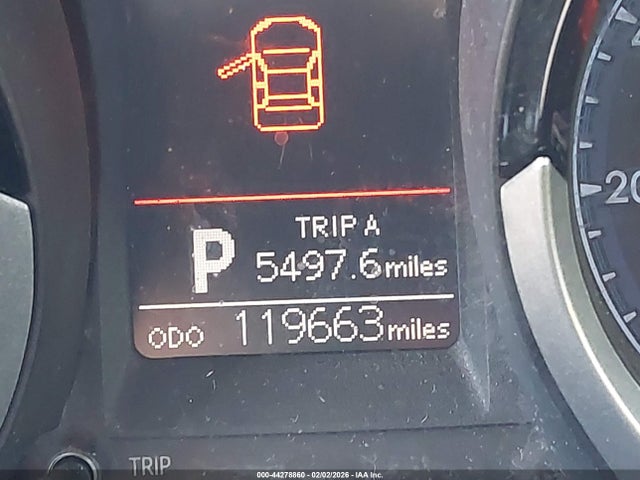 TRIP A
P 5497.6 miles
ODO 119663 miles
20
TRIP
000-44278860 - 02/02/2026 - IAA Inc.